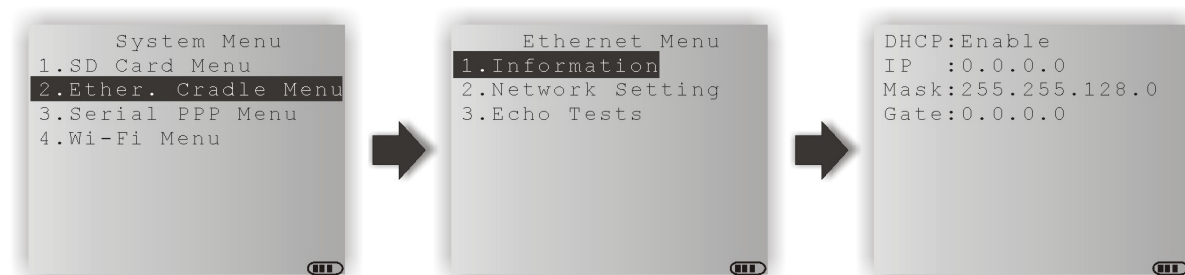 System Menu
1.SD Card Menu
2.Ether. Cradle Menu
3.Serial PPP Menu
4.Wi-Fi Menu
Ethernet Menu
1.Information
2.Network Setting
3.Echo Tests
DHCP:Enable
IP  :0.0.0.0
Mask:255.255.128.0
Gate:0.0.0.0